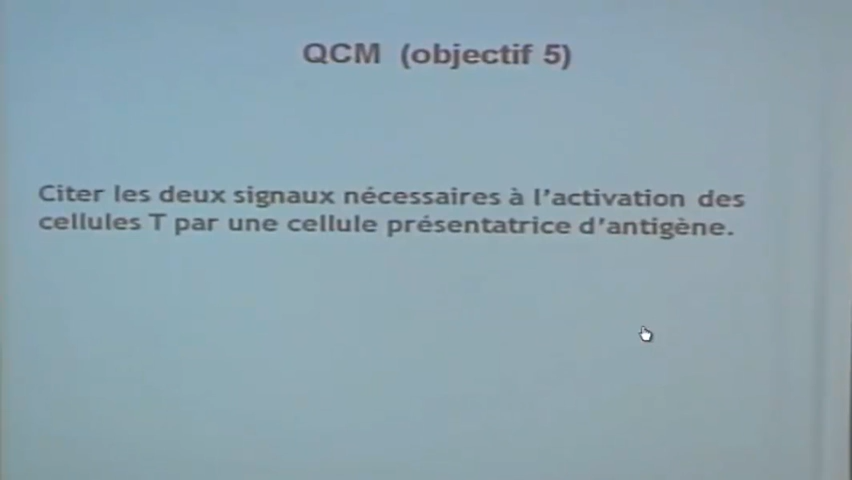 QCM (objectif 5)
Citer les deux signaux nécessaires à l'activation des
cellules T par une cellule présentatrice d'antigène.